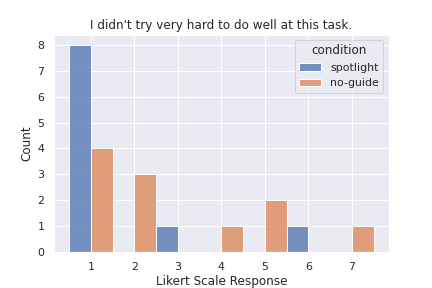 I didn't try very hard to do well at this task.
condition
spotlight
no-guide
8
7
6
5
4
3
2
1
0
Count
1 2 3 4 5 6 7
Likert Scale Response